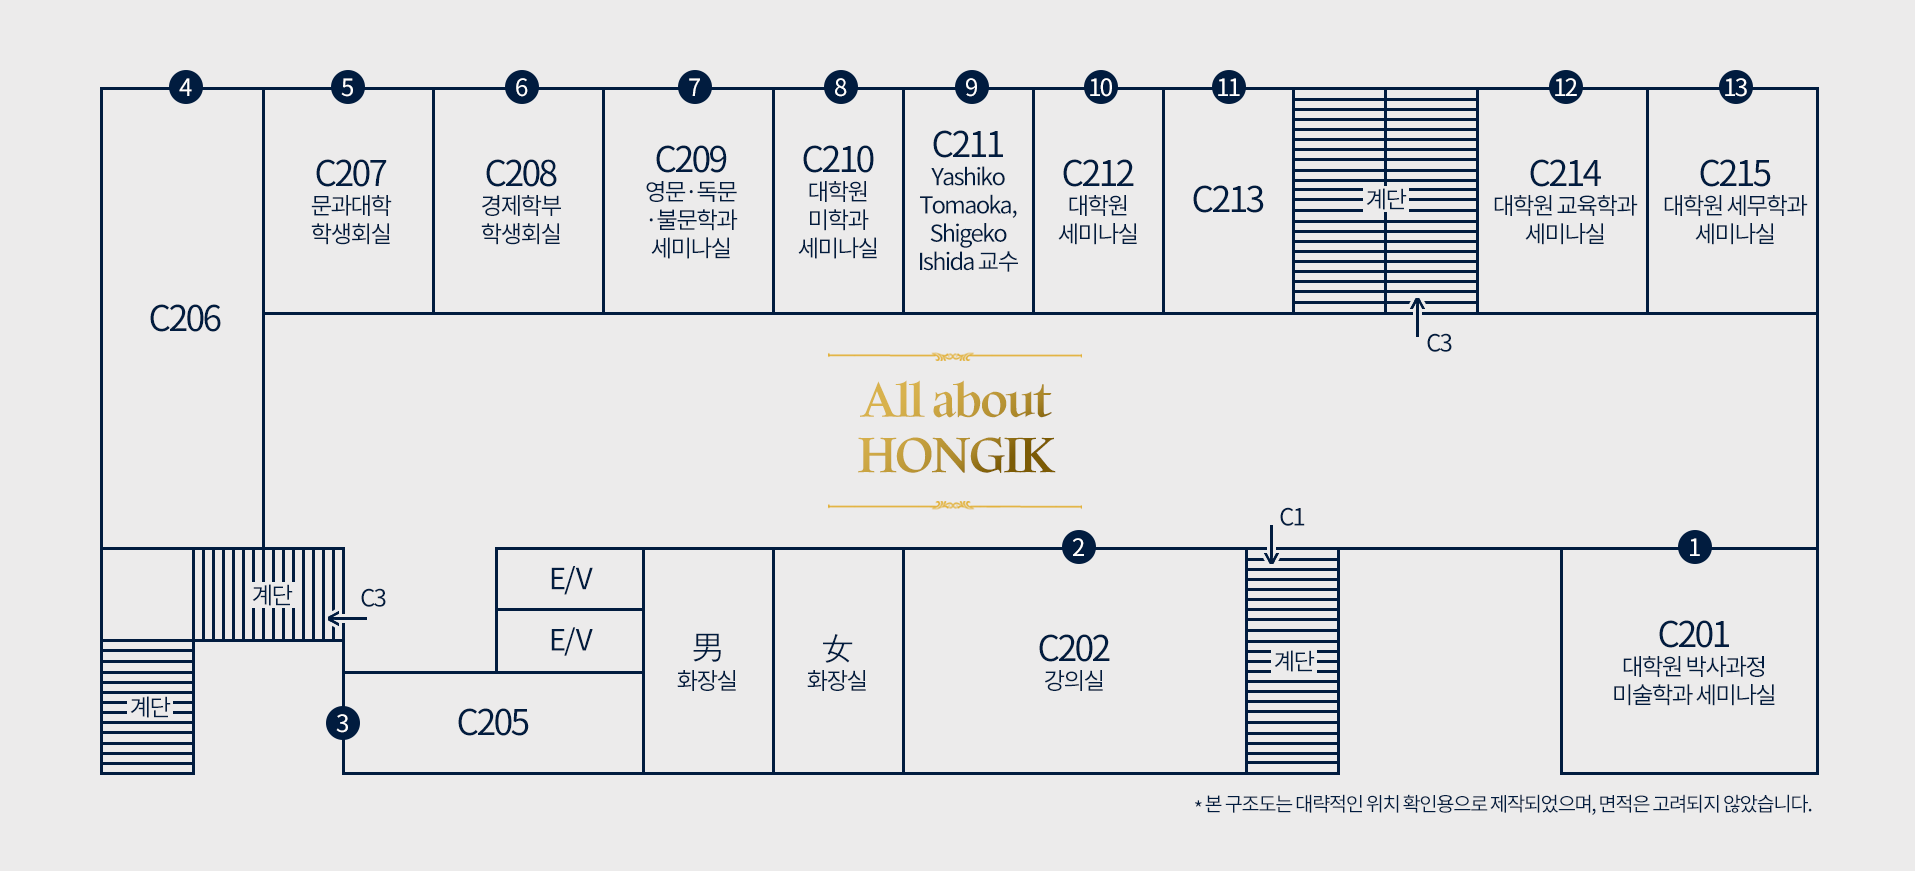 4
5
6
7
8
9
10
11
12
13
C206
C207
문과대학
학생회실
C208
경제학부
학생회실
C209
영문·독문
·불문학과
세미나실
C210
대학원
미학과
세미나실
C211
Yashiko
Tomaoka,
Shigeko
Ishida 교수
C212
대학원
세미나실
C213
계단
C3
C214
대학원 교육학과
세미나실
C215
대학원 세무학과
세미나실
All about
HONGIK
계단
C3
계단
3
C205
E/V
E/V
男
화장실
女
화장실
2
C202
강의실
C1
계단
1
C201
대학원 박사과정
미술학과 세미나실
* 본 구조도는 대략적인 위치 확인용으로 제작되었으며, 면적은 고려되지 않았습니다.